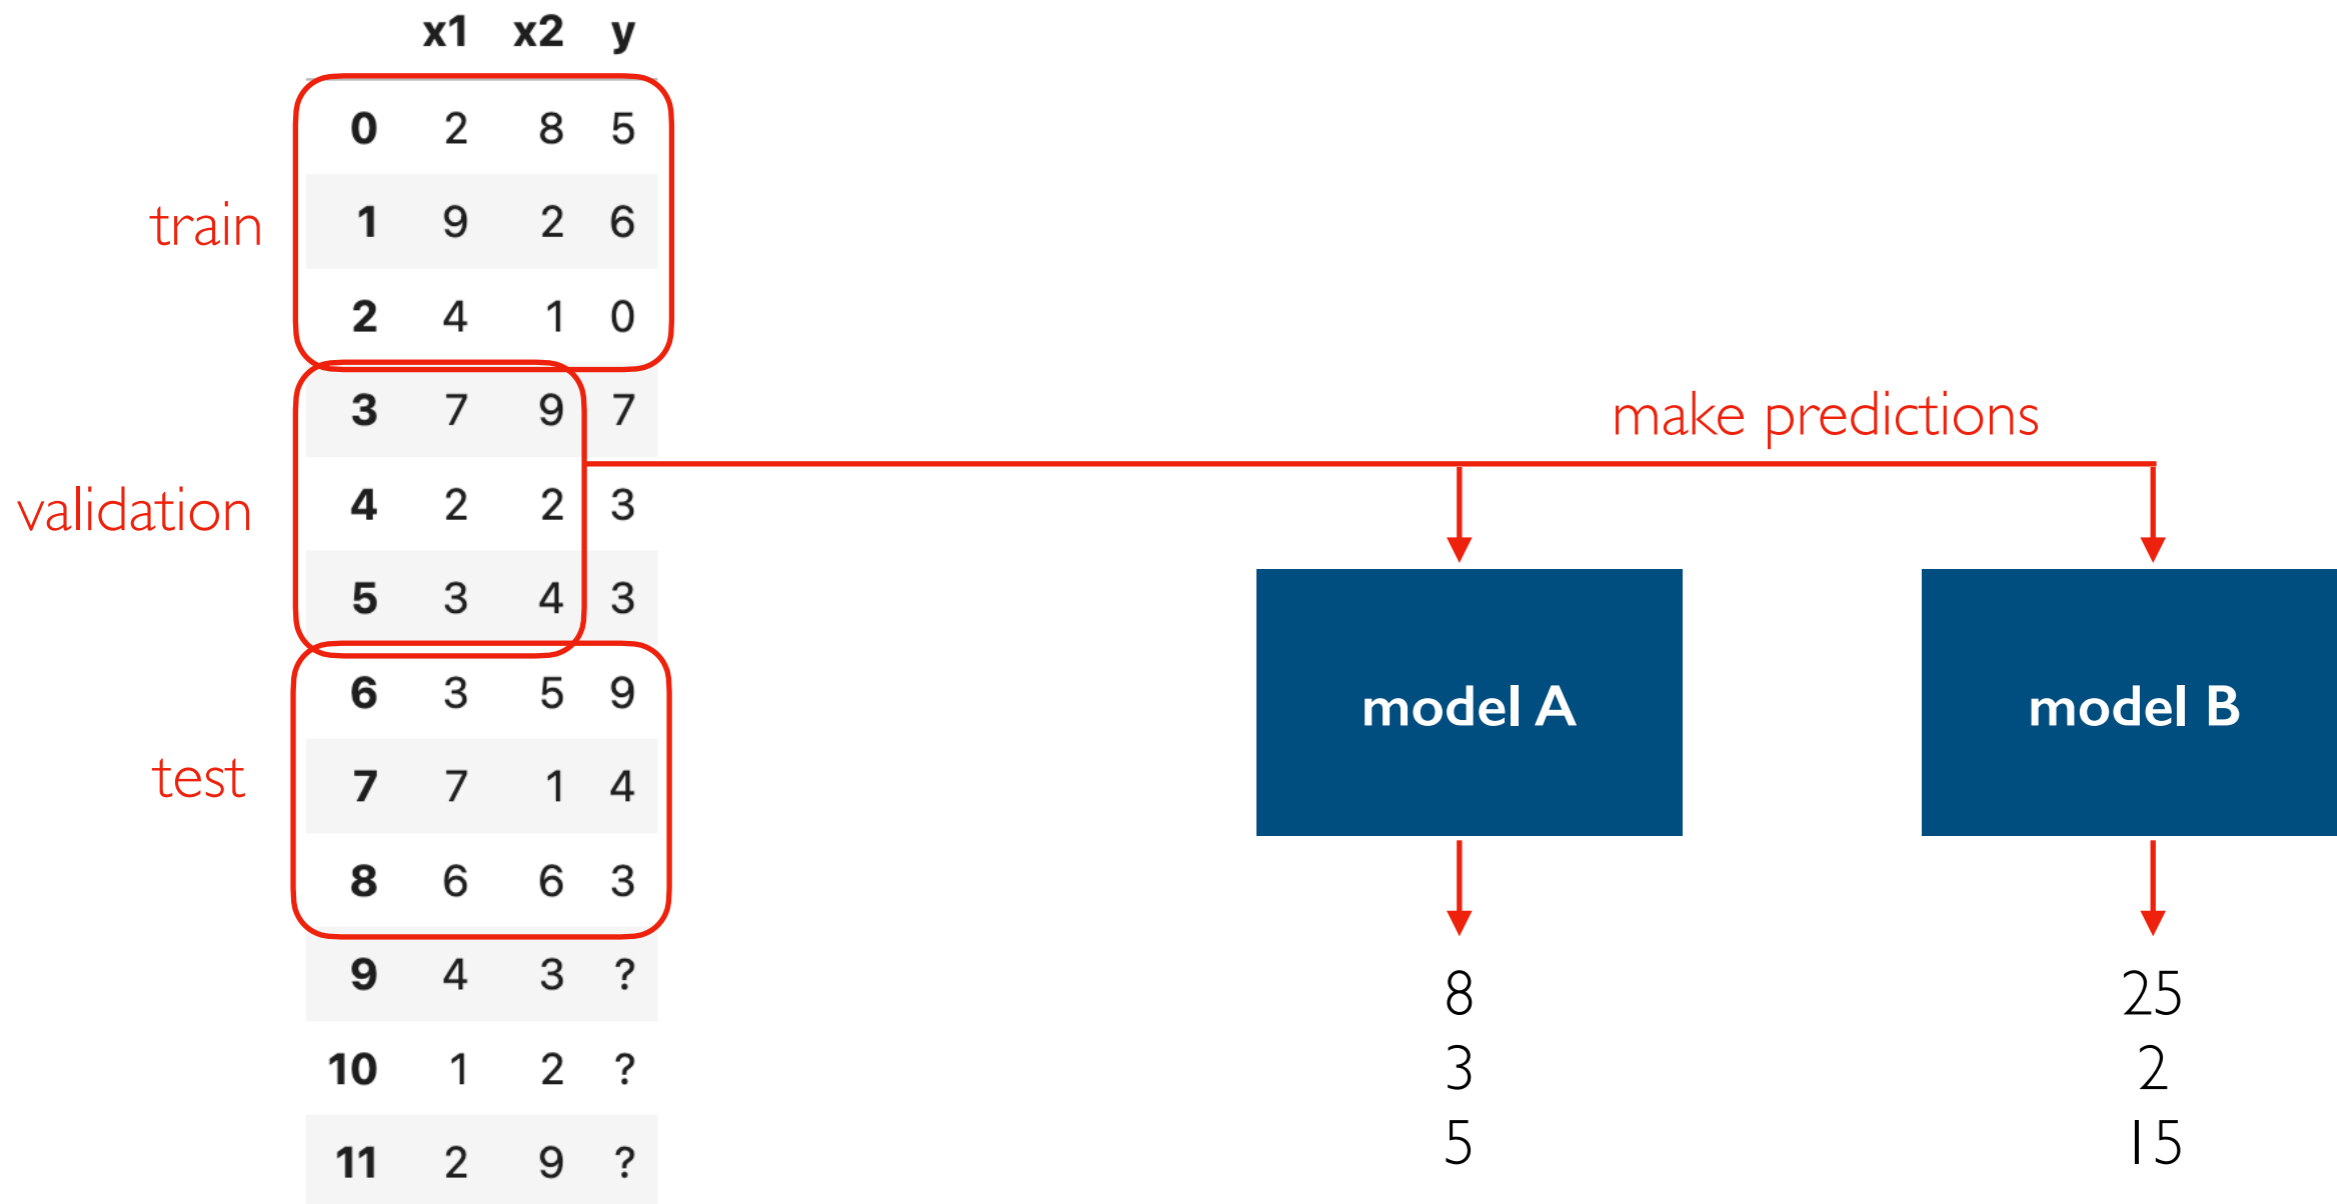 x1 x2 y
0 2 8 5
train
1 9 2 6
2 4 1 0
3 7 9 7
validation
4 2 2 3
5 3 4 3
6 3 5 9
test
7 7 1 4
8 6 6 3
9 4 3 ?
10 1 2 ?
11 2 9 ?
make predictions
model A
model B
8
3
5
25
2
15